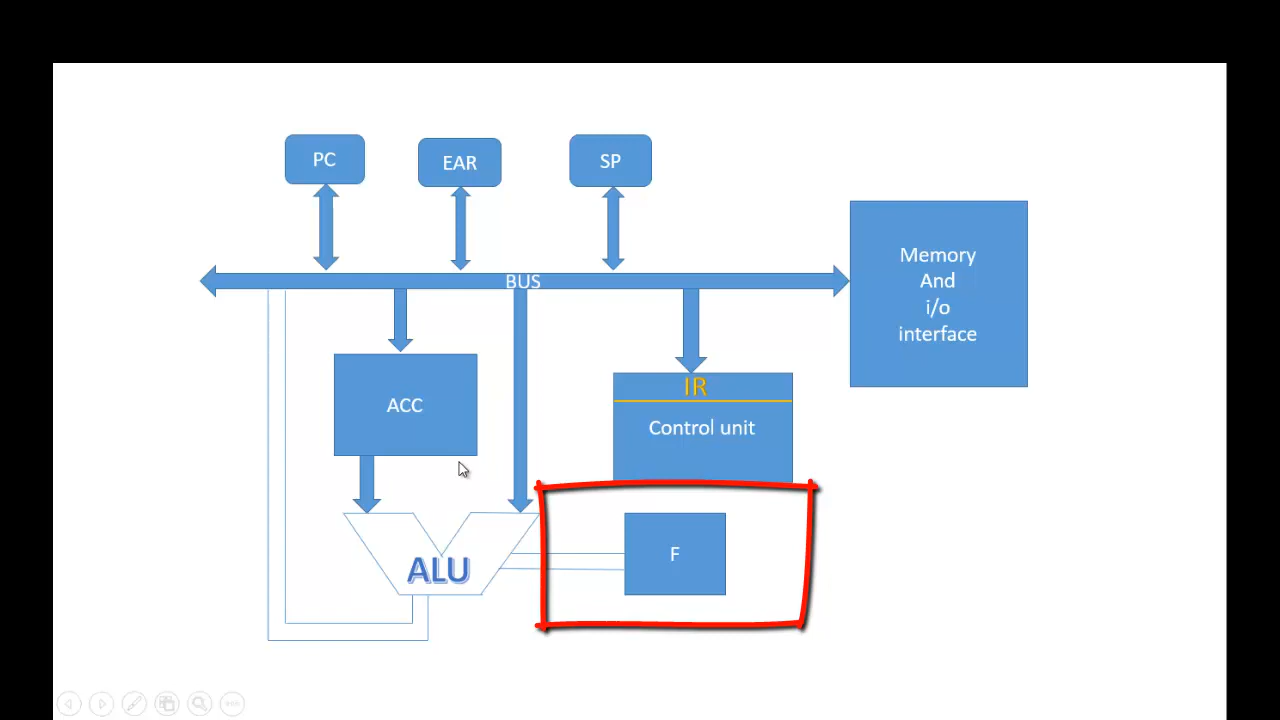 PC
EAR
SP
BUS
Memory
And
i/o
interface
ACC
IR
Control unit
ALU
F